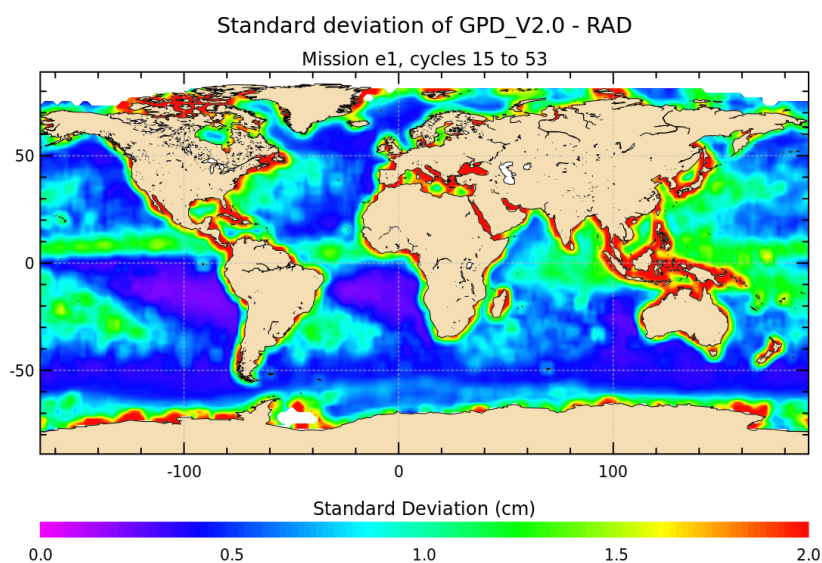 Standard deviation of GPD_V2.0 - RAD
Mission e1, cycles 15 to 53
50
0
-50
-100 0 100
Standard Deviation (cm)
0.0 0.5 1.0 1.5 2.0